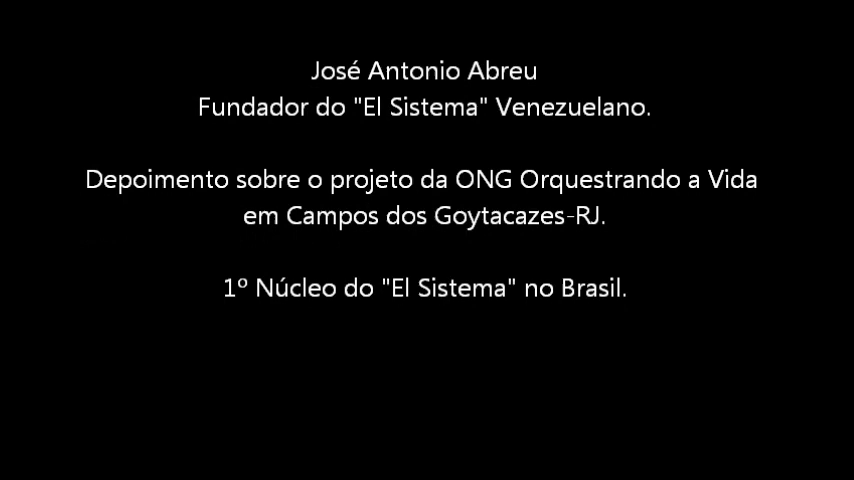 José Antonio Abreu
Fundador do "El Sistema" Venezuelano.
Depoimento sobre o projeto da ONG Orquestrando a Vida
em Campos dos Goytacazes-RJ.
1º Núcleo do "El Sistema" no Brasil.